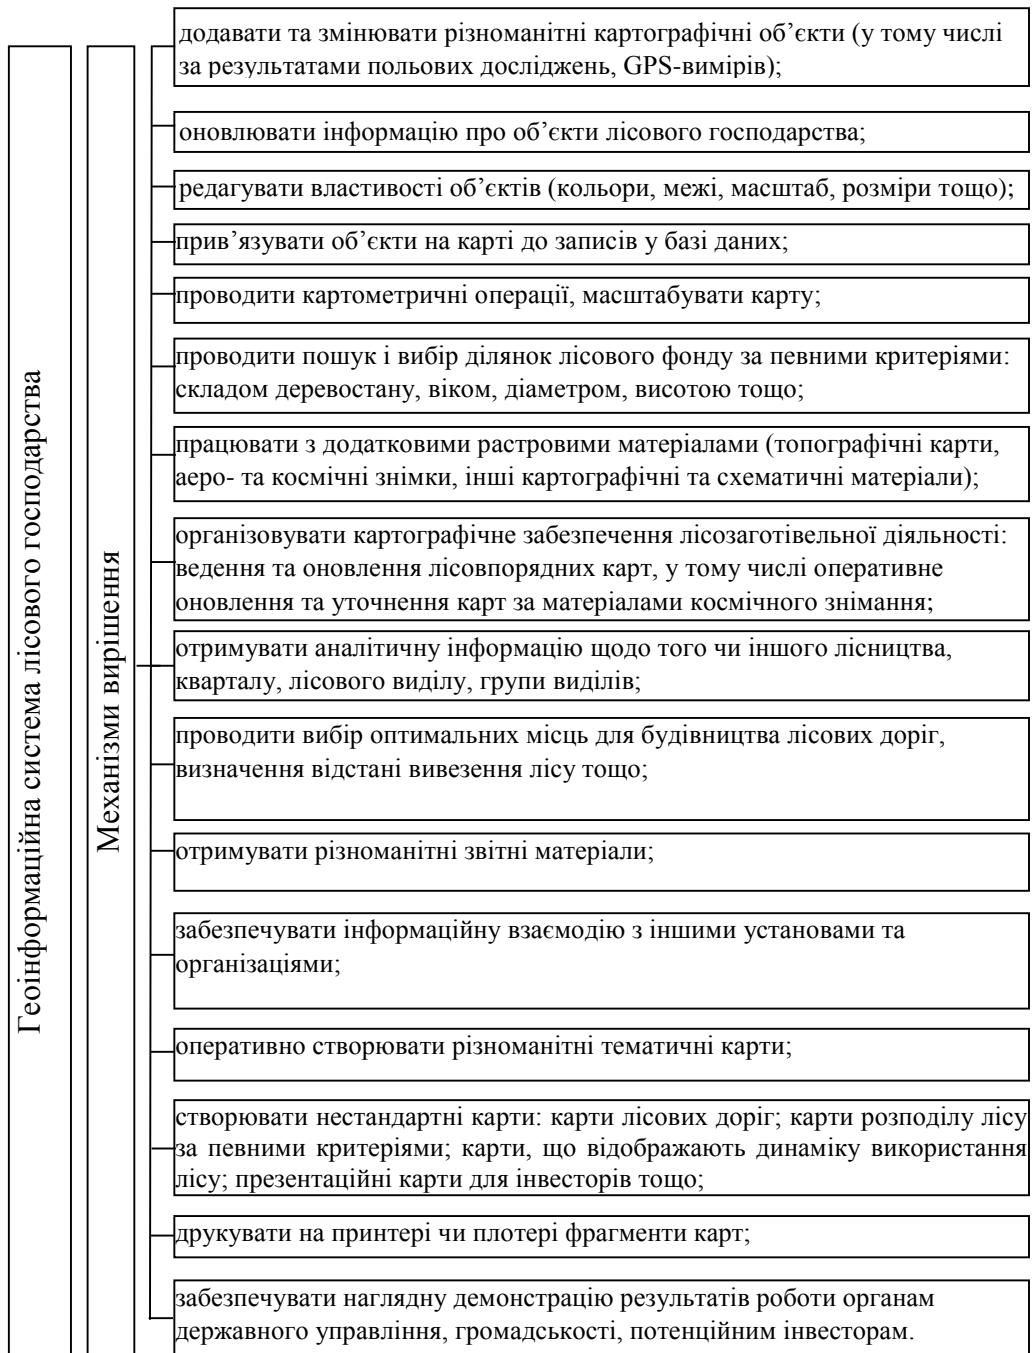 Геоінформаційна система лісового господарства
Механізми вирішення
додавати та змінювати різноманітні картографічні об’єкти (у тому числі
за результатами польових досліджень, GPS-вимірів);
оновлювати інформацію про об’єкти лісового господарства;
редагувати властивості об’єктів (кольори, межі, масштаб, розміри тощо);
прив’язувати об’єкти на карті до записів у базі даних;
проводити картометричні операції, масштабувати карту;
проводити пошук і вибір ділянок лісового фонду за певними критеріями:
складом деревостану, віком, діаметром, висотою тощо;
працювати з додатковими растровими матеріалами (топографічні карти,
аеро- та космічні знімки, інші картографічні та схематичні матеріали);
організовувати картографічне забезпечення лісозаготівельної діяльності:
ведення та оновлення лісовпорядних карт, у тому числі оперативне
оновлення та уточнення карт за матеріалами космічного знімання;
отримувати аналітичну інформацію щодо того чи іншого лісництва,
кварталу, лісового виділу, групи виділів;
проводити вибір оптимальних місць для будівництва лісових доріг,
визначення відстані вивезення лісу тощо;
отримувати різноманітні звітні матеріали;
забезпечувати інформаційну взаємодію з іншими установами та
організаціями;
оперативно створювати різноманітні тематичні карти;
створювати нестандартні карти: карти лісових доріг; карти розподілу лісу
за певними критеріями; карти, що відображають динаміку використання
лісу; презентаційні карти для інвесторів тощо;
друкувати на принтері чи плотері фрагменти карт;
забезпечувати наглядну демонстрацію результатів роботи органам
державного управління, громадськості, потенційним інвесторам.